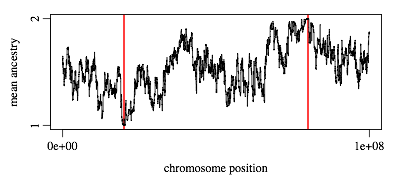 2
mean ancestry
1
0e+00
1e+08
chromosome position